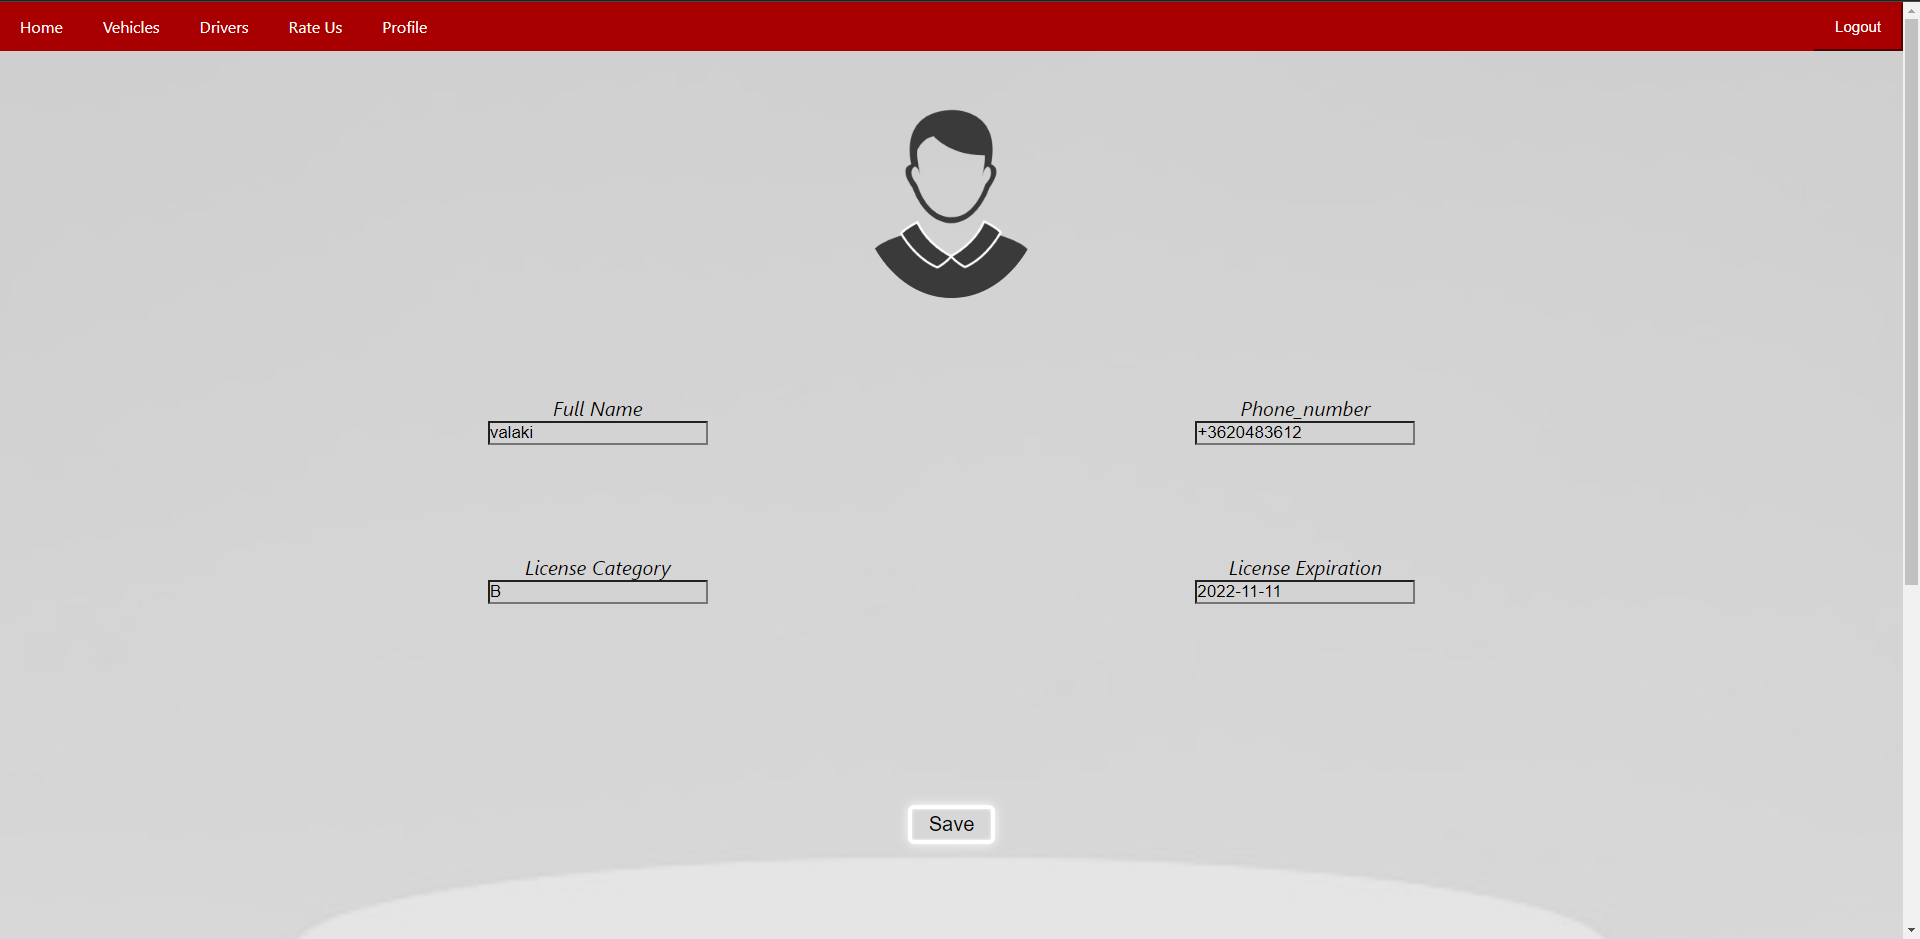 Home Vehicles Drivers Rate Us Profile Logout
Full Name
valaki
Phone_number
+3620483612
License Category
B
License Expiration
2022-11-11
Save